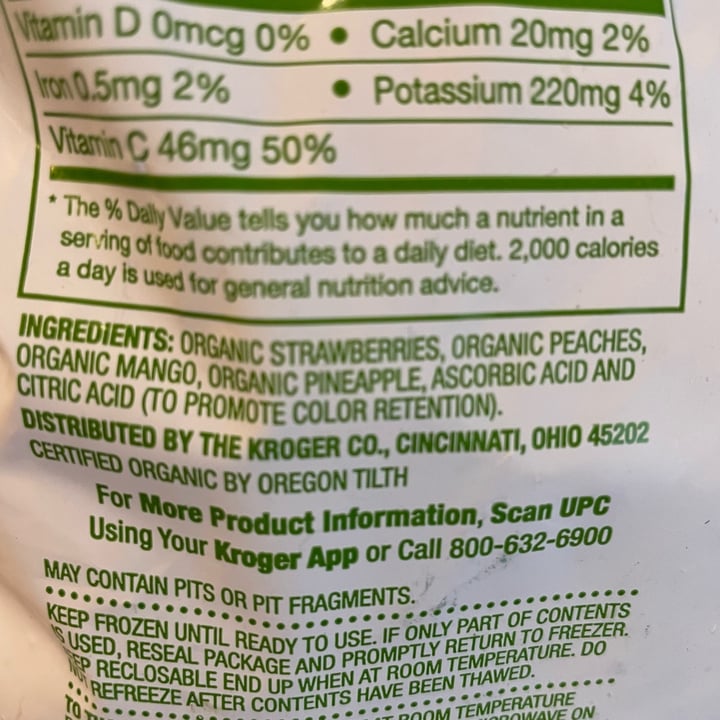 Vitamin D 0mcg 0% • Calcium 20mg 2%
Iron 0.5mg 2% • Potassium 220mg 4%
Vitamin C 46mg 50%
* The % Daily Value tells you how much a nutrient in a
serving of food contributes to a daily diet. 2,000 calories
a day is used for general nutrition advice.
INGREDIENTS: ORGANIC STRAWBERRIES, ORGANIC PEACHES,
ORGANIC MANGO, ORGANIC PINEAPPLE, ASCORBIC ACID AND
CITRIC ACID (TO PROMOTE COLOR RETENTION).
DISTRIBUTED BY THE KROGER CO., CINCINNATI, OHIO 45202
CERTIFIED ORGANIC BY OREGON TILTH
For More Product Information, Scan UPC
Using Your Kroger App or Call 800-632-6900
MAY CONTAIN PITS OR PIT FRAGMENTS.
KEEP FROZEN UNTIL READY TO USE. IF ONLY PART OF CONTENTS
IS USED, RESEAL PACKAGE AND PROMPTLY RETURN TO FREEZER.
RECLOSABLE END UP WHEN AT ROOM TEMPERATURE. DO
REFREEZE AFTER CONTENTS HAVE BEEN THAWED.
TO
ROOM TEMPERATURE
ON